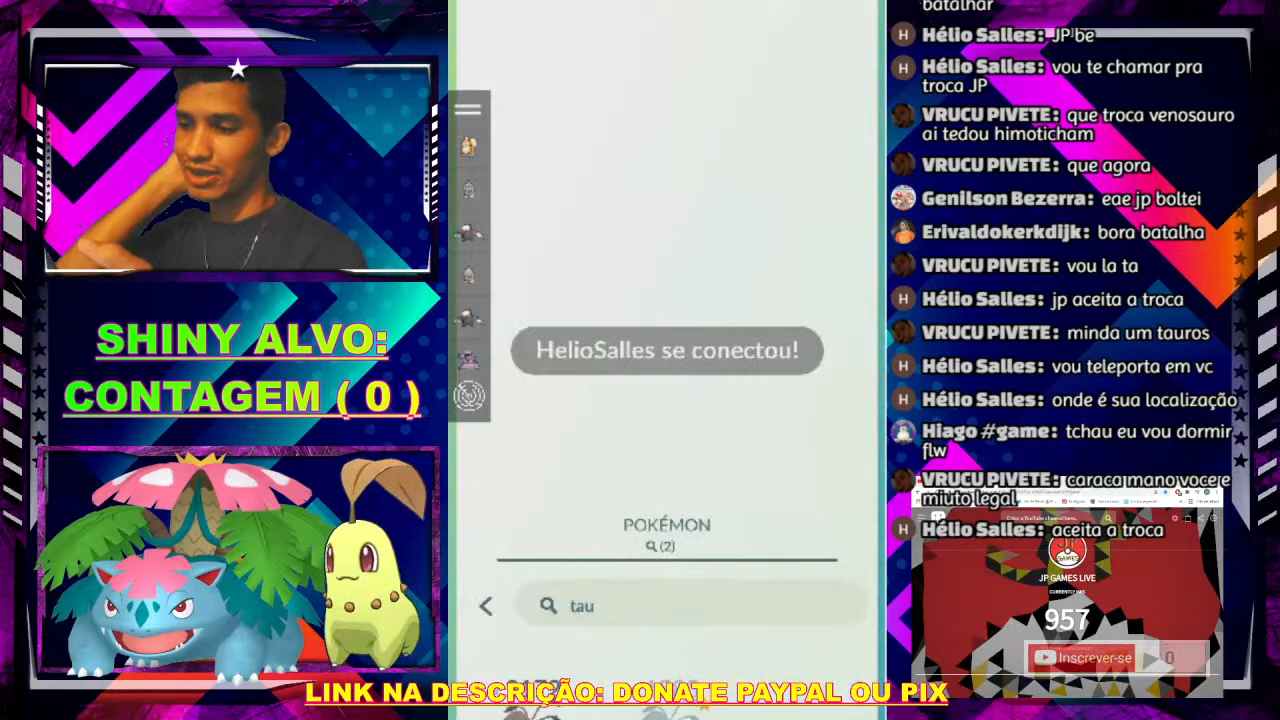 SHINY ALVO:
CONTAGEM ( 0 )
HelioSalles se conectou!
POKÉMON
(2)
tau
batalhar
H Hélio Salles: JP be
H Hélio Salles: vou te chamar pra
troca JP
VRUCU PIVETE: que troca venosauro
ai tedou himoticham
VRUCU PIVETE: que agora
Genilson Bezerra: eae jp boltei
Erivaldokerkdijk: bora batalha
VRUCU PIVETE: vou la ta
H Hélio Salles: jp aceita a troca
VRUCU PIVETE: minda um tauros
H Hélio Salles: vou teleporta em vc
H Hélio Salles: onde é sua localização
Hiago #game: tchau eu vou dormir
flw
VRUCU PIVETE: caraca mano voce e
miuto legal
H Hélio Salles: aceita a troca
JP
GAMES
JP GAMES LIVE
CURRENTLY HAS
957
Inscrever-se 0
LINK NA DESCRIÇÃO: DONATE PAYPAL OU PIX